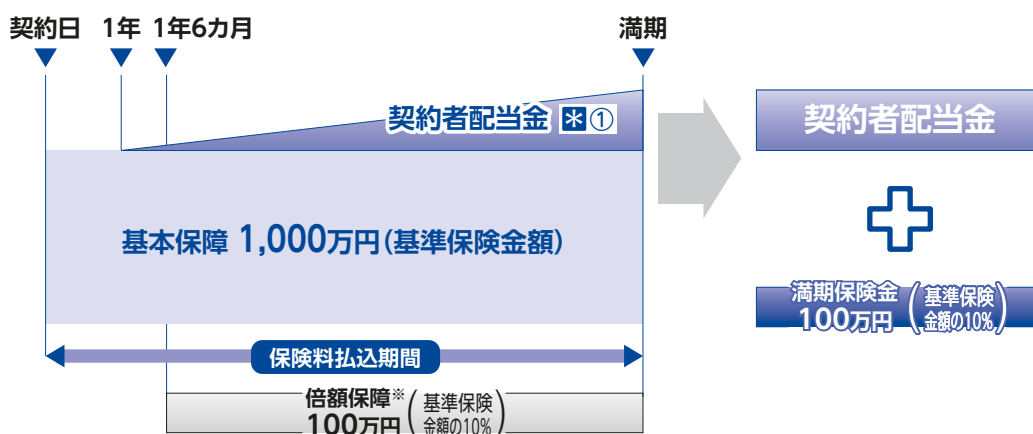 契約日 1年 1年6カ月 満期
契約者配当金 *①
契約者配当金
基本保障 1,000万円(基準保険金額)
満期保険金 100万円 (基準保険金額の10%)
保険料払込期間
倍額保障※ 100万円 (基準保険金額の10%)